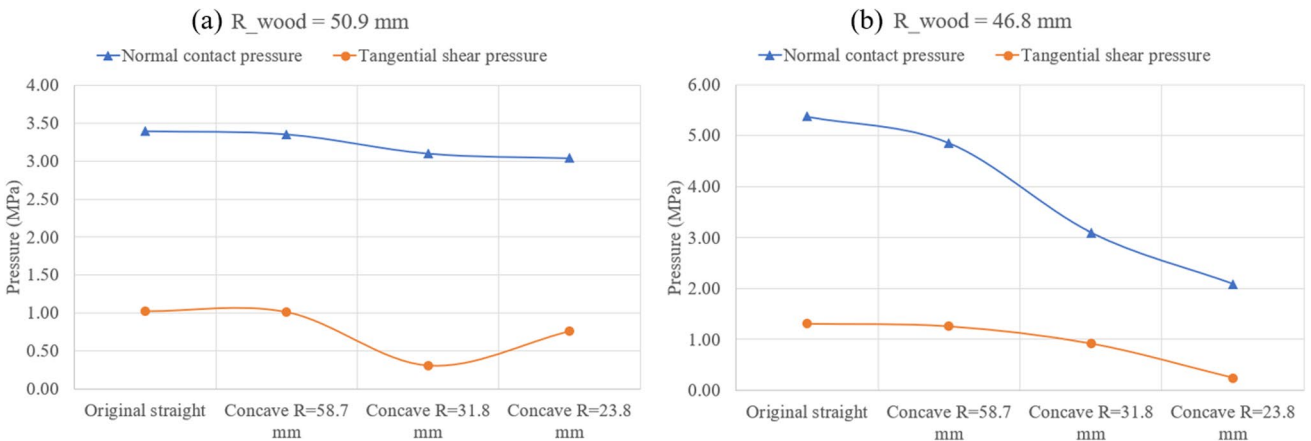 (a) R_wood = 50.9 mm
Normal contact pressure
Tangential shear pressure
4.00
3.50
3.00
2.50
2.00
1.50
1.00
0.50
0.00
Pressure (MPa)
Original straight
Concave R=58.7
mm
Concave R=31.8
mm
Concave R=23.8
mm
(b) R_wood = 46.8 mm
Normal contact pressure
Tangential shear pressure
6.00
5.00
4.00
3.00
2.00
1.00
0.00
Pressure (MPa)
Original straight
Concave R=58.7
mm
Concave R=31.8
mm
Concave R=23.8
mm